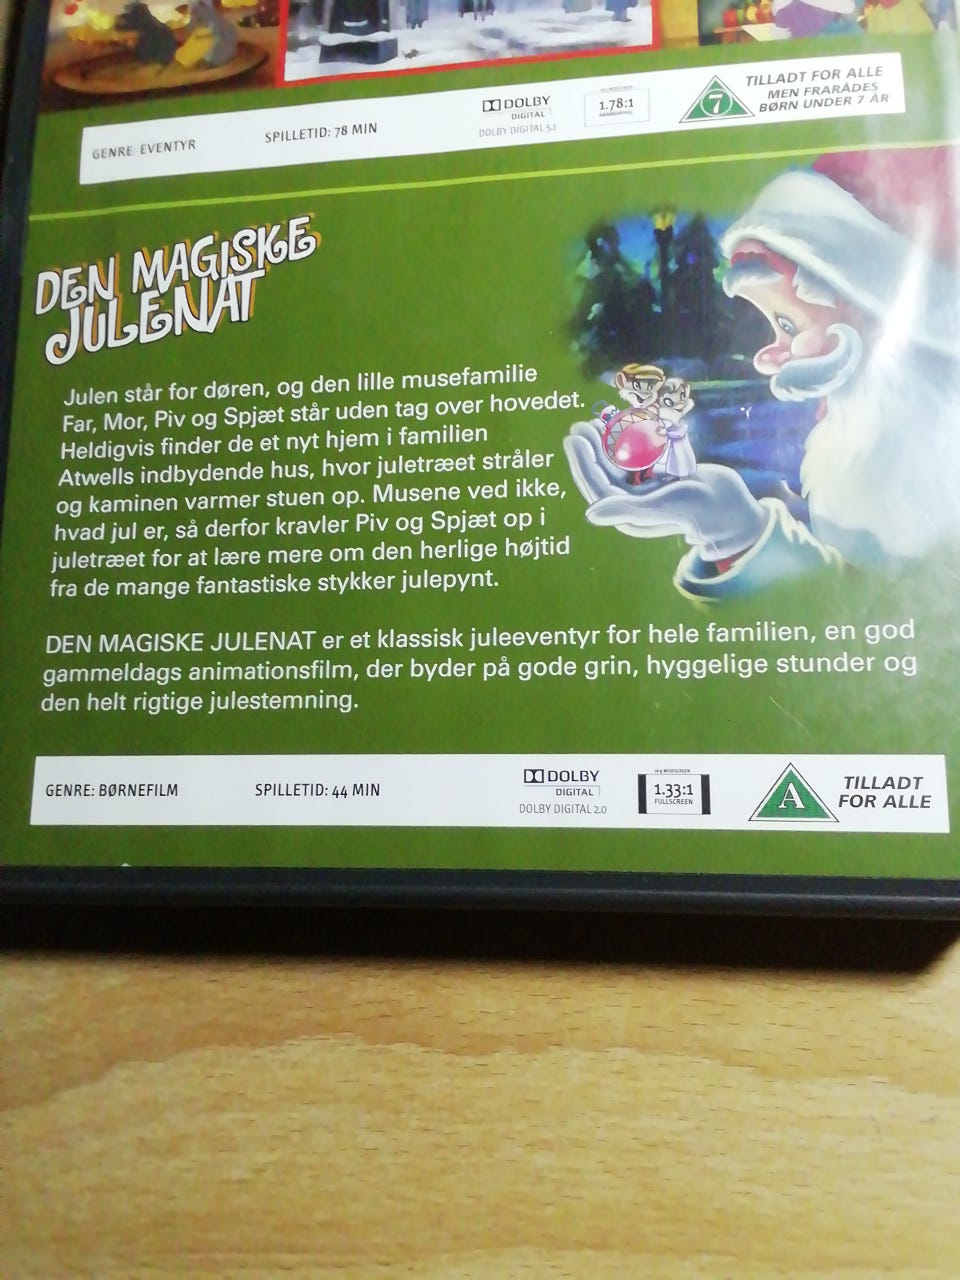 GENRE: EVENTYR
SPILLETID: 78 MIN
DOLBY
DIGITAL
DOLBY DIGITAL 5.1
1.78:1
7
TILLADT FOR ALLE
MEN FRARÅDES
BØRN UNDER 7 ÅR
DEN MAGISKE
JULENAT
Julen står for døren, og den lille musefamilie
Far, Mor, Piv og Spjæt står uden tag over hovedet.
Heldigvis finder de et nyt hjem i familien
Atwells indbydende hus, hvor juletræet stråler
og kaminen varmer stuen op. Musene ved ikke,
hvad jul er, så derfor kravler Piv og Spjæt op i
juletræet for at lære mere om den herlige højtid
fra de mange fantastiske stykker julepynt.
DEN MAGISKE JULENAT er et klassisk juleeventyr for hele familien, en god
gammeldags animationsfilm, der byder på gode grin, hyggelige stunder og
den helt rigtige julestemning.
GENRE: BØRNEFILM
SPILLETID: 44 MIN
DOLBY
DIGITAL
DOLBY DIGITAL 2.0
1.33:1
FULLSCREEN
A
TILLADT
FOR ALLE